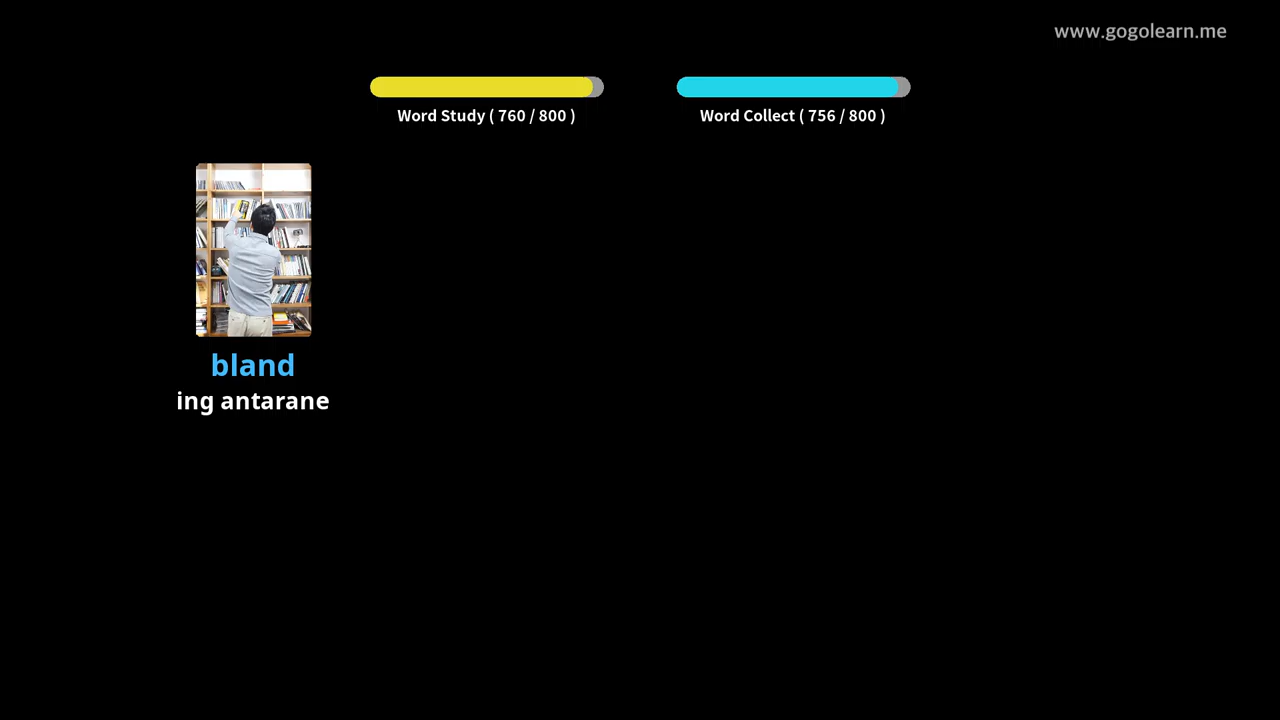 www.gogolearn.me
Word Study ( 760 / 800 )
Word Collect ( 756 / 800 )
bland
ing antarane